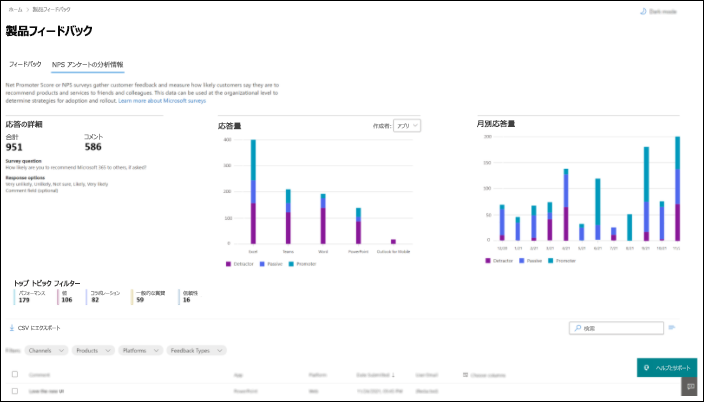 ホーム | 製品フィードバック
Dark mode
製品フィードバック
フィードバック NPS アンケートの分析情報
Net Promoter Score or NPS surveys gather customer feedback and measure how likely customers say they are to
recommend products and services to friends and colleagues. This data can be used at the organizational level to
determine strategies for adoption and rollout. Learn more about Microsoft surveys
応答の詳細
合計 コメント
951 586
Survey question
How likely are you to recommend Microsoft 365 to others, if asked?
Response options
Very unlikely, Unlikely, Not sure, Likely, Very likely
Comment field (optional)
応答量 作成者: アプリ
400
300
200
100
0
Excel Teams Word PowerPoint Outlook for Mobile
Detractor Passive Promoter
月別応答量
200
150
100
50
0
Detractor Passive Promoter
トップ トピック フィルター
パフォーマンス 179
106
コラボレーション 82
一般的な賞賛 59
信頼性 16
CSV にエクスポート
検索
Filters: Channels Products Platforms Feedback Types
Comment App Platform Date Submitted ↓ User Email Choose columns
PowerPoint Web
ヘルプとサポート